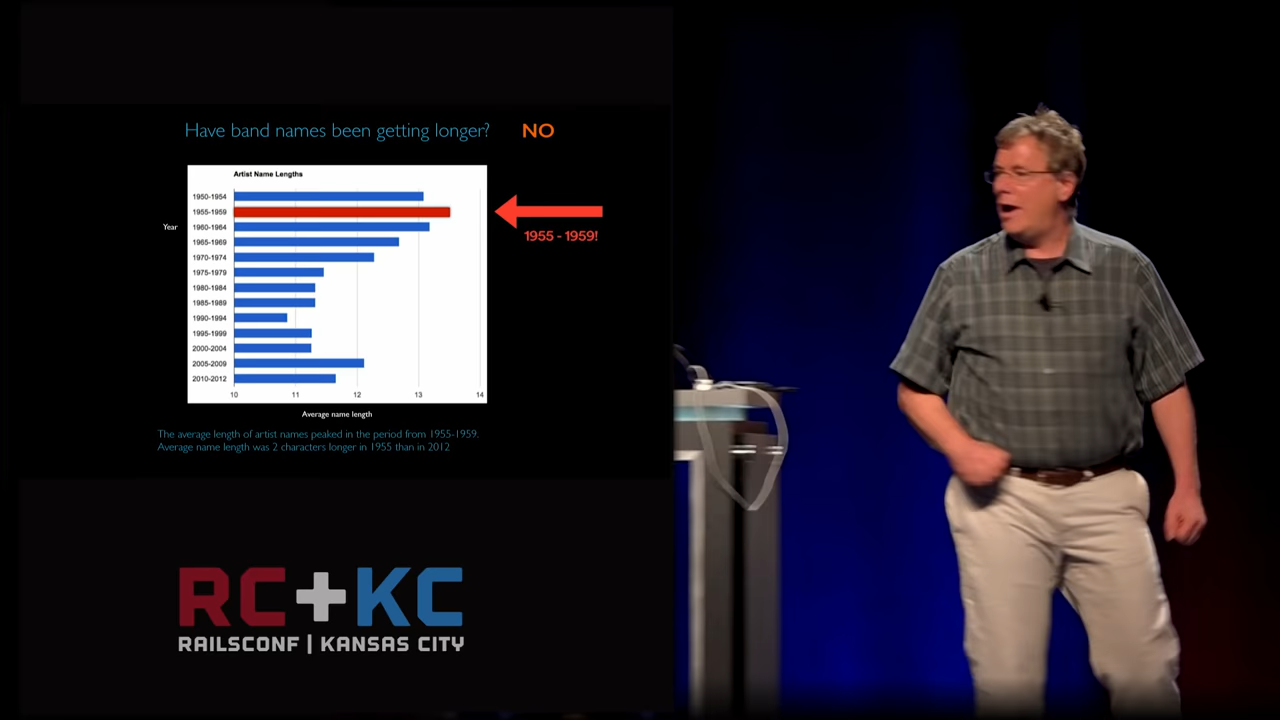 Have band names been getting longer? NO
Artist Name Lengths
1950-1954
1955-1959
1955 - 1959!
Year
1960-1964
1965-1969
1970-1974
1975-1979
1980-1984
1985-1989
1990-1994
1995-1999
2000-2004
2005-2009
2010-2012
10 11 12 13 14
Average name length
The average length of artist names peaked in the period from 1955-1959.
Average name length was 2 characters longer in 1955 than in 2012
RC+KC
RAILSCONF | KANSAS CITY